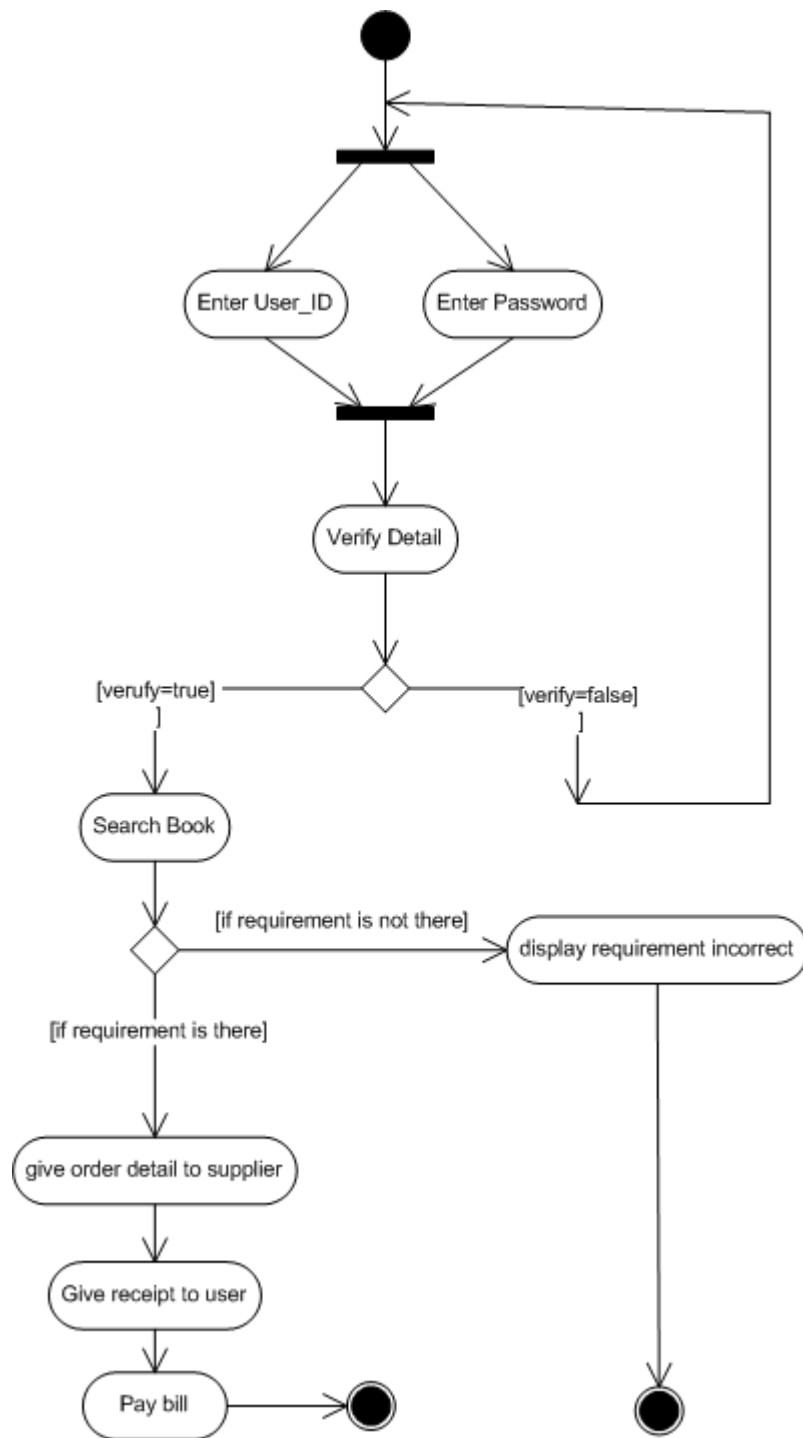 Enter User_ID
Enter Password
Verify Detail
[verufy=true]
]
[verify=false]
]
Search Book
[if requirement is not there]
display requirement incorrect
[if requirement is there]
give order detail to supplier
Give receipt to user
Pay bill